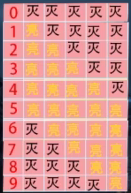 0 灭 灭 灭 灭 灭
1 亮 灭 灭 灭 灭
2 亮 亮 灭 灭 灭
3 亮 亮 亮 灭 灭
4 亮 亮 亮 亮 灭
5 亮 亮 亮 亮 亮
6 灭 亮 亮 亮 亮
7 灭 灭 亮 亮 亮
8 灭 灭 灭 亮 亮
9 灭 灭 灭 灭 亮